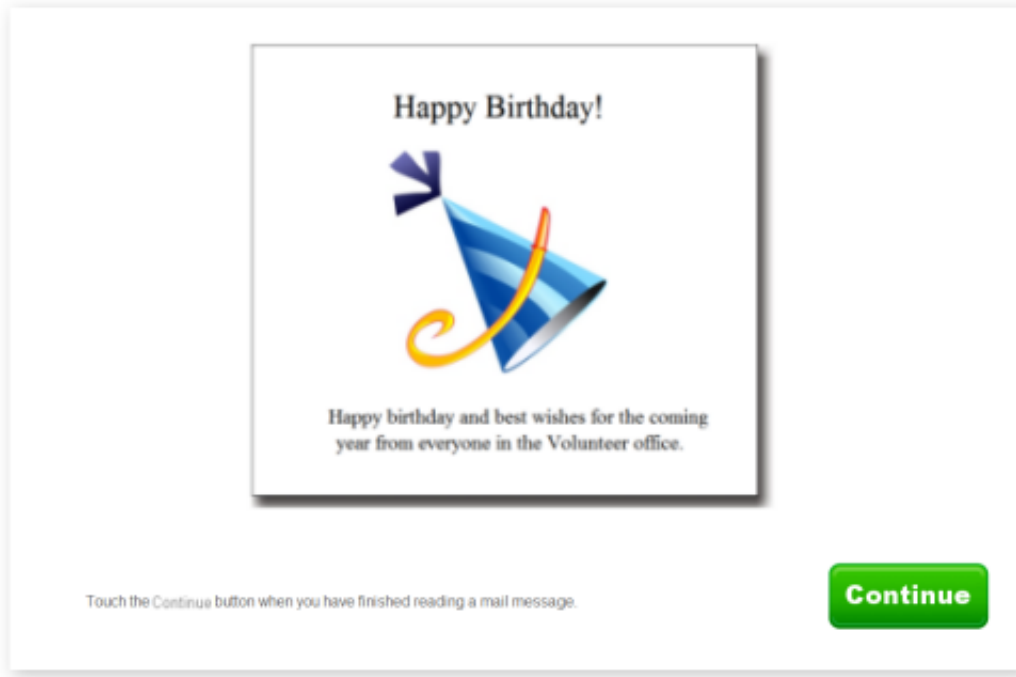 Happy Birthday!
Happy birthday and best wishes for the coming
year from everyone in the Volunteer office.
Touch the Continue button when you have finished reading a mail message.
Continue